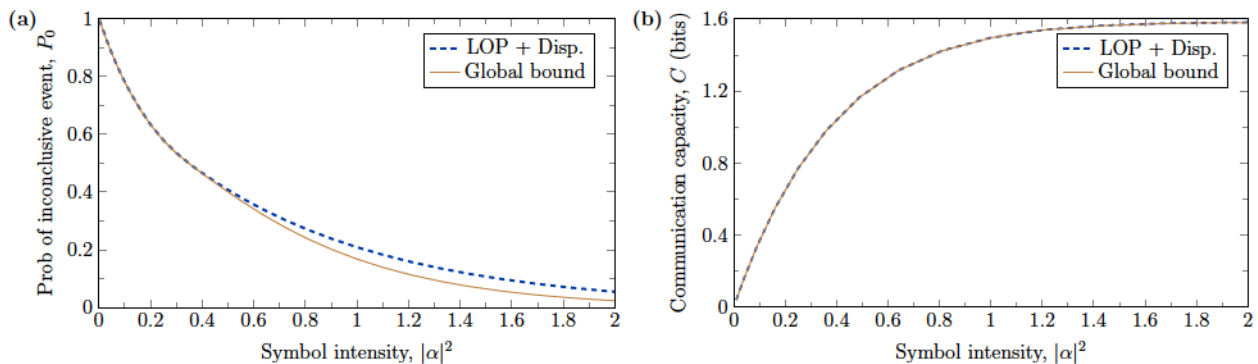 (a)
Prob of inconclusive event, P₀
1
0.8
0.6
0.4
0.2
0
0 0.2 0.4 0.6 0.8 1 1.2 1.4 1.6 1.8 2
Symbol intensity, |α|²
LOP + Disp.
Global bound
(b)
Communication capacity, C (bits)
1.6
1.2
0.8
0.4
0
0 0.2 0.4 0.6 0.8 1 1.2 1.4 1.6 1.8 2
Symbol intensity, |α|²
LOP + Disp.
Global bound